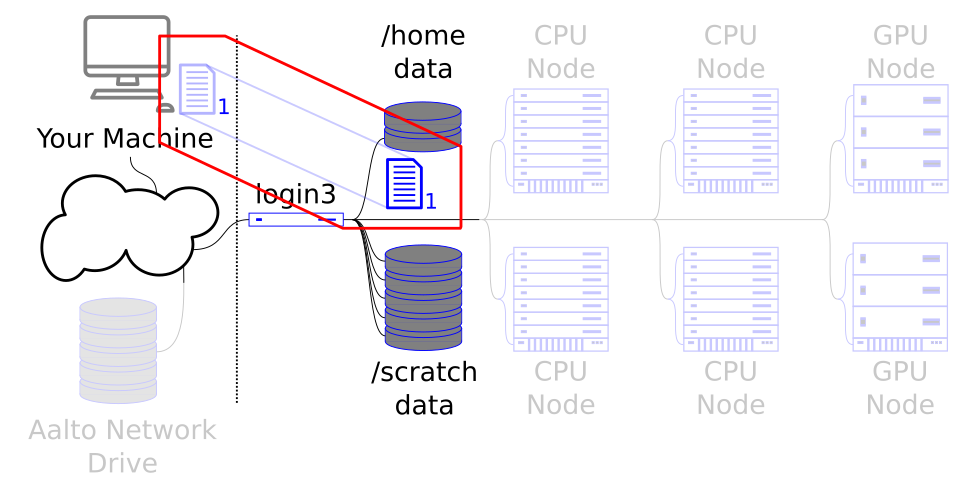 /home
data
CPU
Node
CPU
Node
GPU
Node
1
Your Machine
login3
1
/scratch
data
CPU
Node
CPU
Node
GPU
Node
Aalto Network
Drive